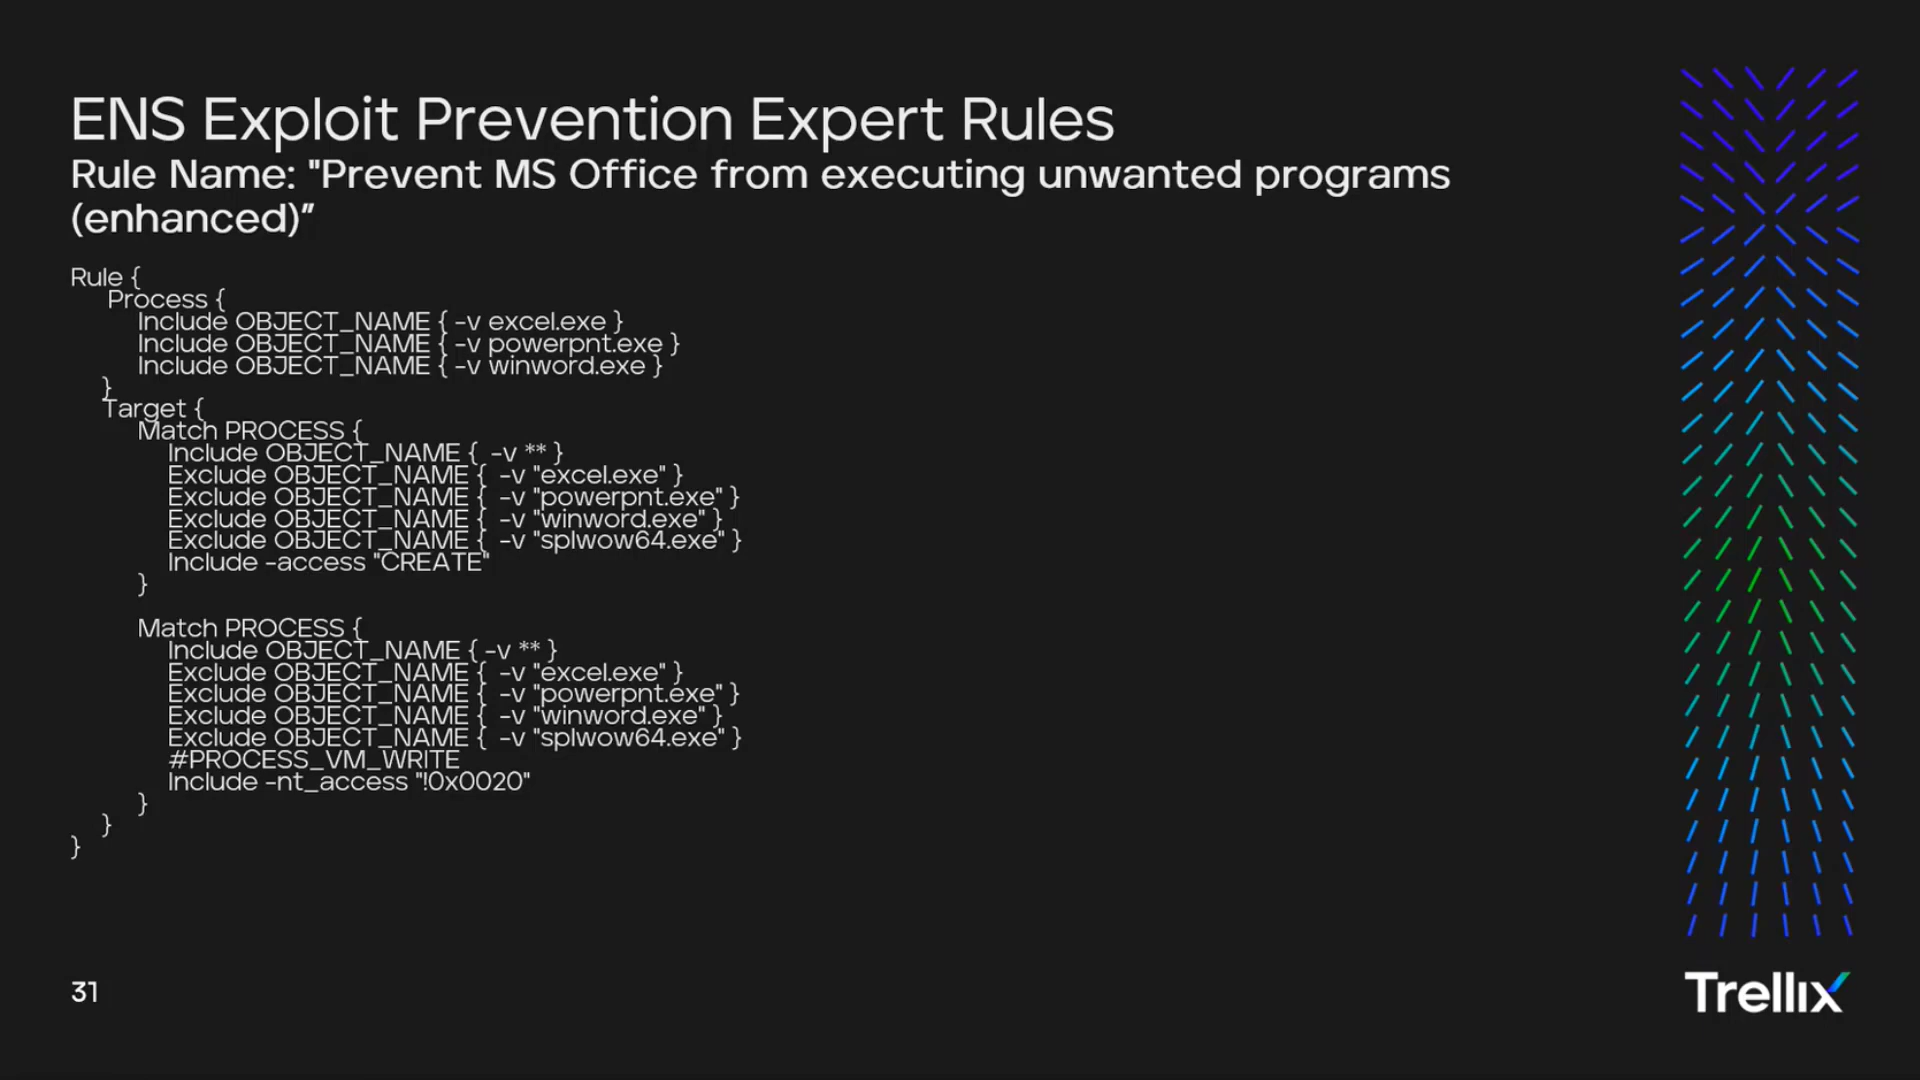 ENS Exploit Prevention Expert Rules
Rule Name: "Prevent MS Office from executing unwanted programs
(enhanced)”
Rule {
Process {
Include OBJECT_NAME { -v excel.exe }
Include OBJECT_NAME { -v powerpnt.exe }
Include OBJECT_NAME { -v winword.exe }
}
Target {
Match PROCESS {
Include OBJECT_NAME { -v ** }
Exclude OBJECT_NAME { -v "excel.exe" }
Exclude OBJECT_NAME { -v "powerpnt.exe" }
Exclude OBJECT_NAME { -v "winword.exe" }
Exclude OBJECT_NAME { -v "splwow64.exe" }
Include -access "CREATE"
}
Match PROCESS {
Include OBJECT_NAME { -v ** }
Exclude OBJECT_NAME { -v "excel.exe" }
Exclude OBJECT_NAME { -v "powerpnt.exe" }
Exclude OBJECT_NAME { -v "winword.exe" }
Exclude OBJECT_NAME { -v "splwow64.exe" }
#PROCESS_VM_WRITE
Include -nt_access "!0x0020"
}
}
}
31
Trellix